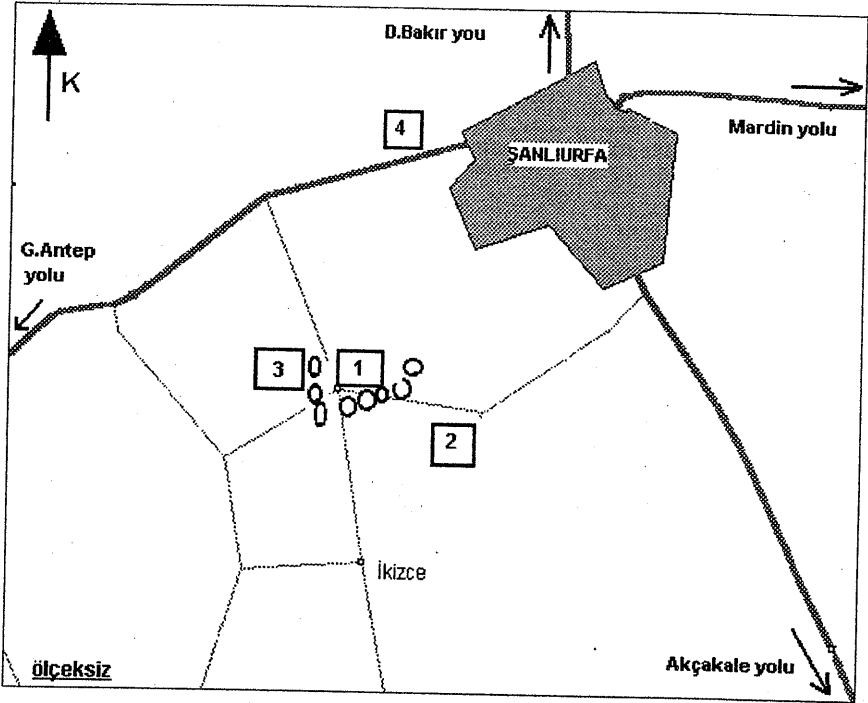 D.Bakır you
K
Mardin yolu
4
ŞANLIURFA
G.Antep
yolu
3
1
2
İkizce
ölçeksiz
Akçakale yolu